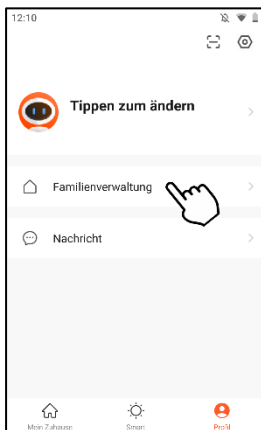 12:10
Tippen zum ändern
Familienverwaltung
Nachricht
Mein Zuhause
Smart
Profil